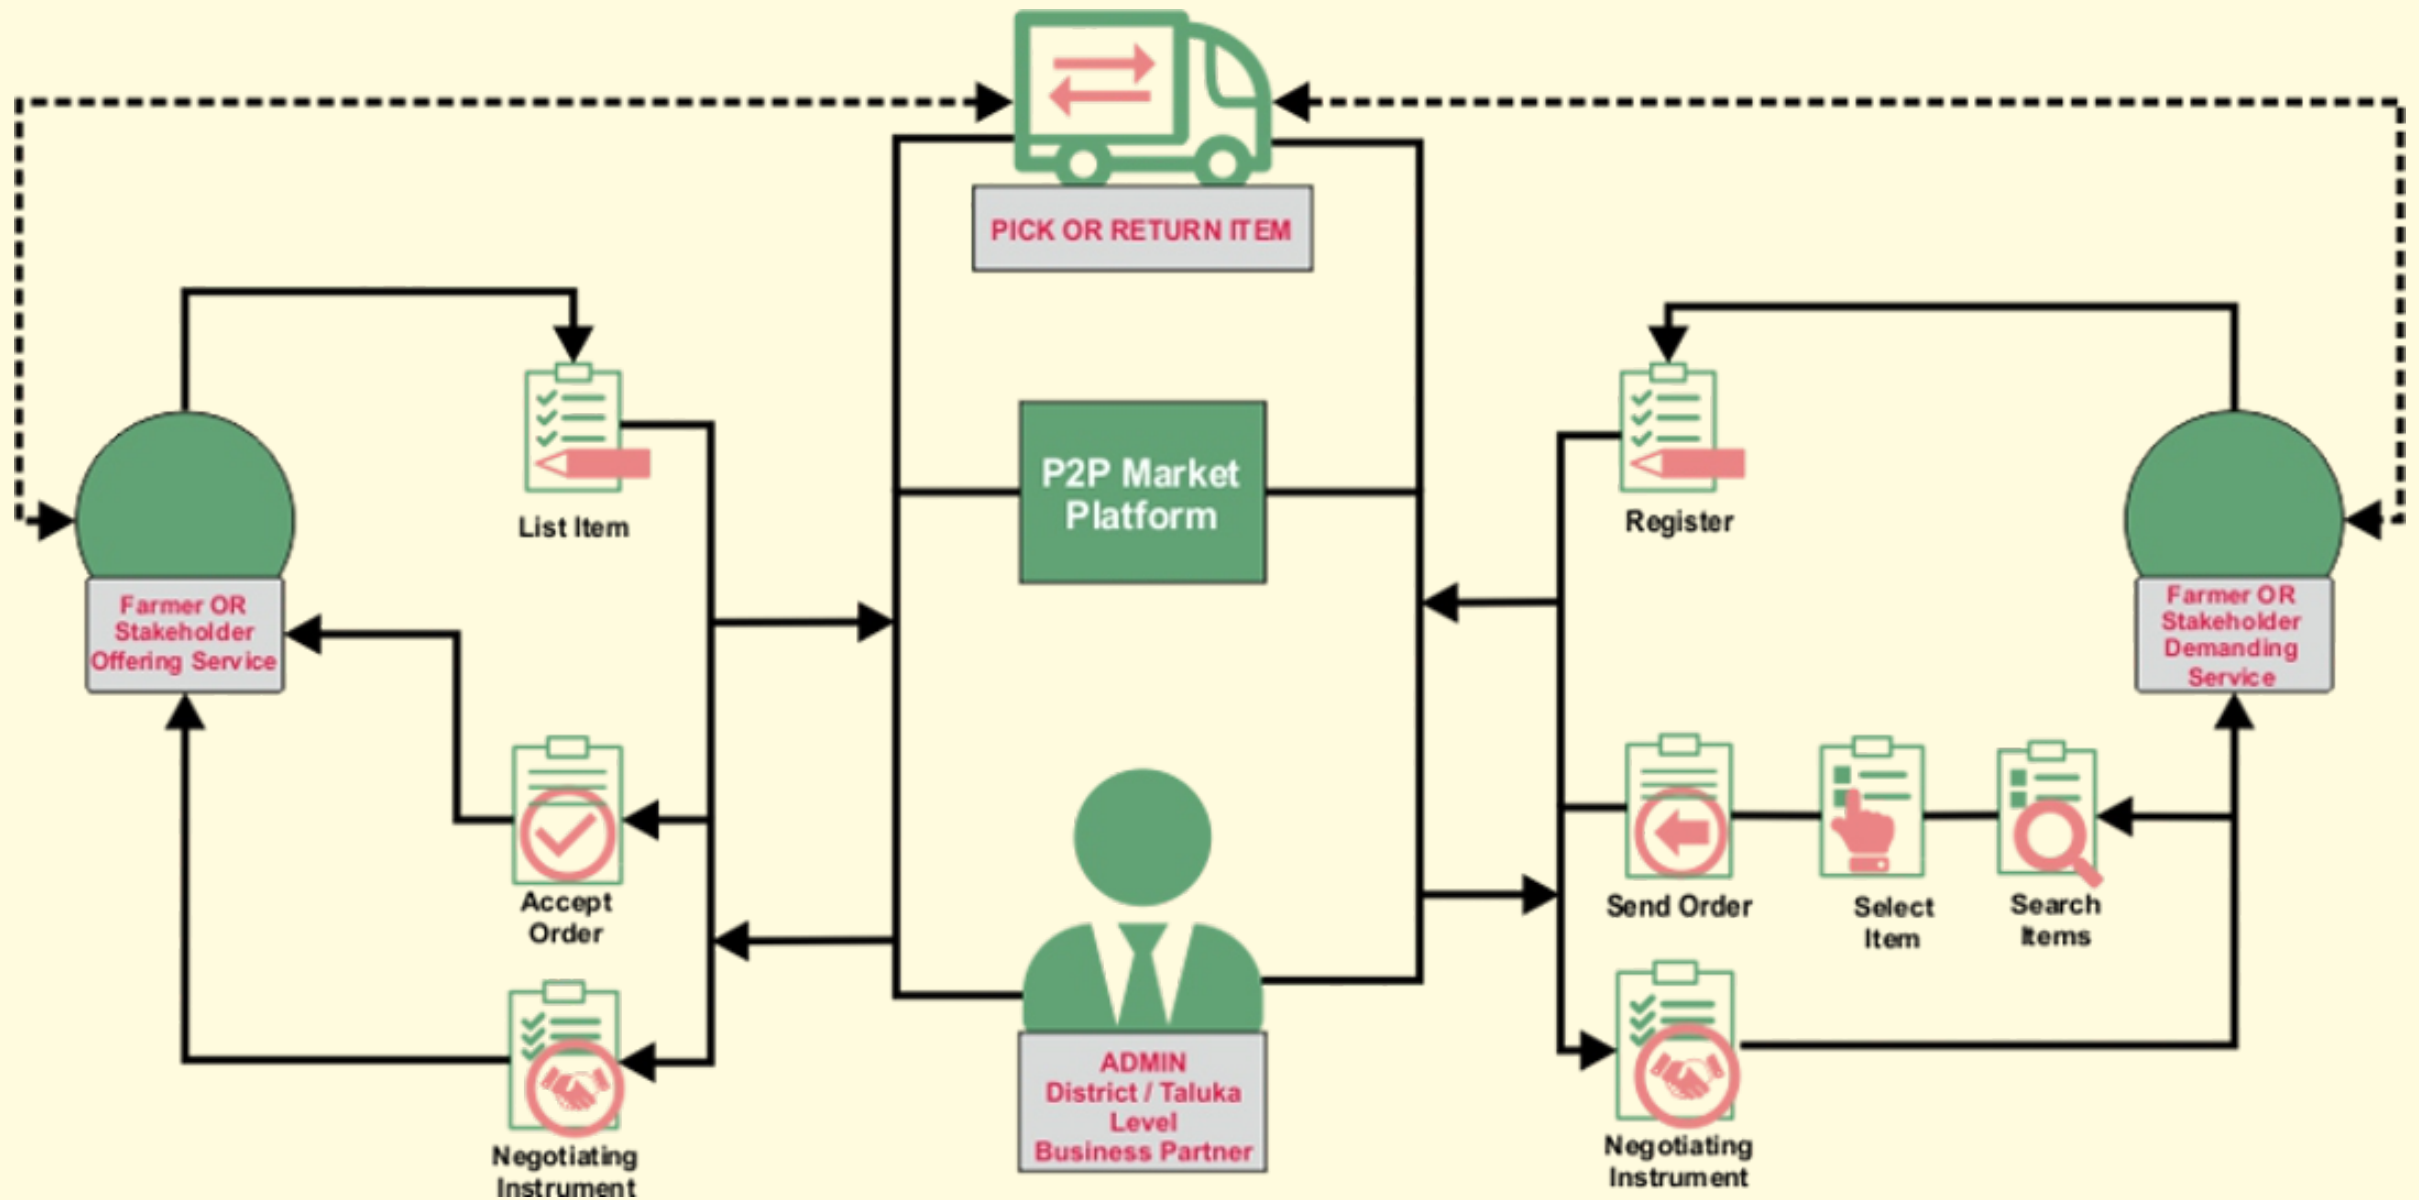 PICK OR RETURN ITEM
P2P Market
Platform
List Item
Register
Farmer OR
Stakeholder
Offering Service
Farmer OR
Stakeholder
Demanding
Service
Accept
Order
Send Order
Select
Item
Search
Items
Negotiating
Instrument
ADMIN
District / Taluka
Level
Business Partner
Negotiating
Instrument